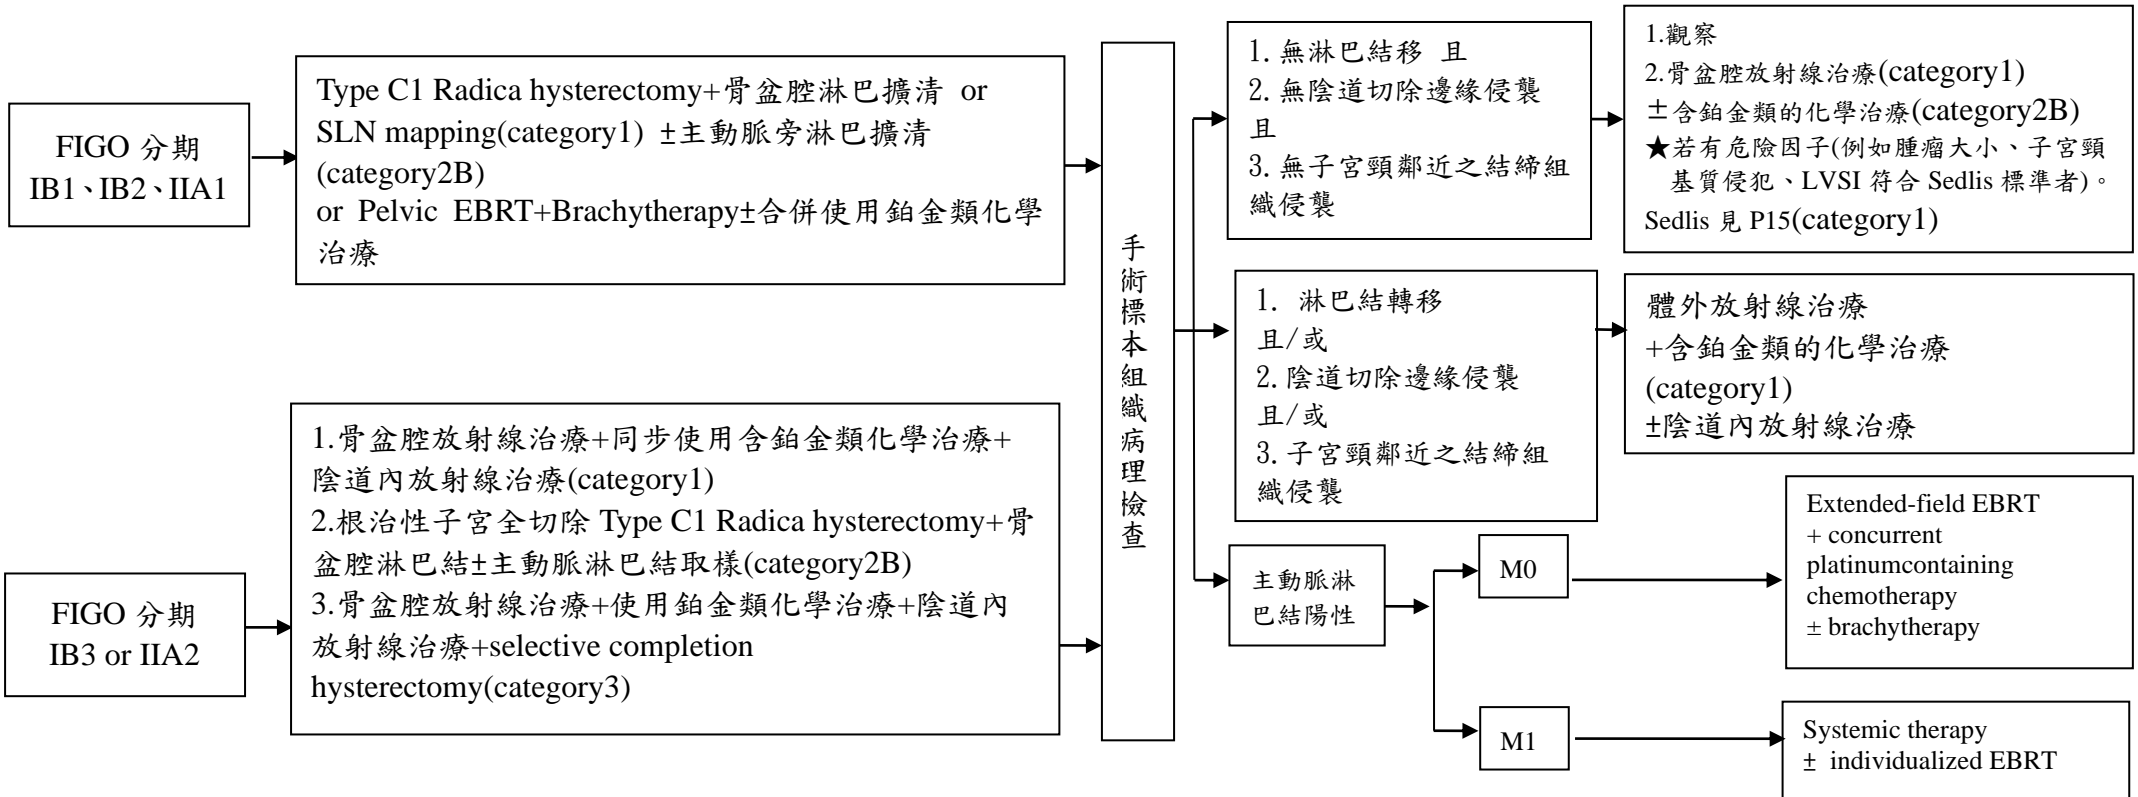 FIGO 分期
IB1、IB2、IIA1
Type C1 Radica hysterectomy+骨盆腔淋巴擴清 or
SLN mapping(category1) ±主動脈旁淋巴擴清
(category2B)
or Pelvic EBRT+Brachytherapy±合併使用鉑金類化學
治療
FIGO 分期
IB3 or IIA2
1.骨盆腔放射線治療+同步使用含鉑金類化學治療+
陰道內放射線治療(category1)
2.根治性子宮全切除 Type C1 Radica hysterectomy+骨
盆腔淋巴結±主動脈淋巴結取樣(category2B)
3.骨盆腔放射線治療+使用鉑金類化學治療+陰道內
放射線治療+selective completion
hysterectomy(category3)
手術標本組織病理檢查
1.無淋巴結移 且
2.無陰道切除邊緣侵襲
且
3.無子宮頸鄰近之結締組
織侵襲
1.觀察
2.骨盆腔放射線治療(category1)
±含鉑金類的化學治療(category2B)
★若有危險因子(例如腫瘤大小、子宮頸
基質侵犯、LVSI 符合 Sedlis 標準者)。
Sedlis 見 P15(category1)
1. 淋巴結轉移
且/或
2.陰道切除邊緣侵襲
且/或
3.子宮頸鄰近之結締組
織侵襲
體外放射線治療
+含鉑金類的化學治療
(category1)
±陰道內放射線治療
主動脈淋
巴結陽性
M0
Extended-field EBRT
+ concurrent
platinumcontaining
chemotherapy
± brachytherapy
M1
Systemic therapy
± individualized EBRT